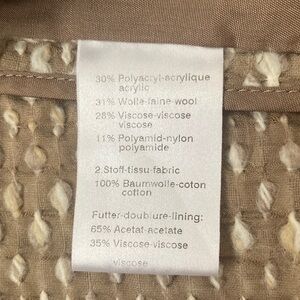 30% Polyacryl-acrylique
acrylic
31% Wolle-laine-wool
28% Viscose-viscose
viscose
11% Polyamid-nylon
polyamide
2.Stoff-tissu-fabric
100% Baumwolle-coton
cotton
Futter-doublure-lining:
65% Acetat-acetate
35% Viscose-viscose
viscose